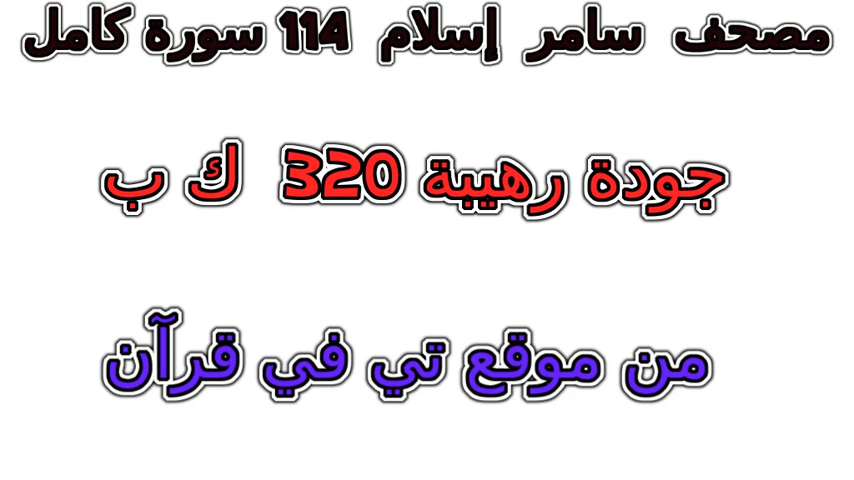 مصحف سامر إسلام 114 سورة كامل
جودة رهيبة 320 ك ب
من موقع تي في قرآن